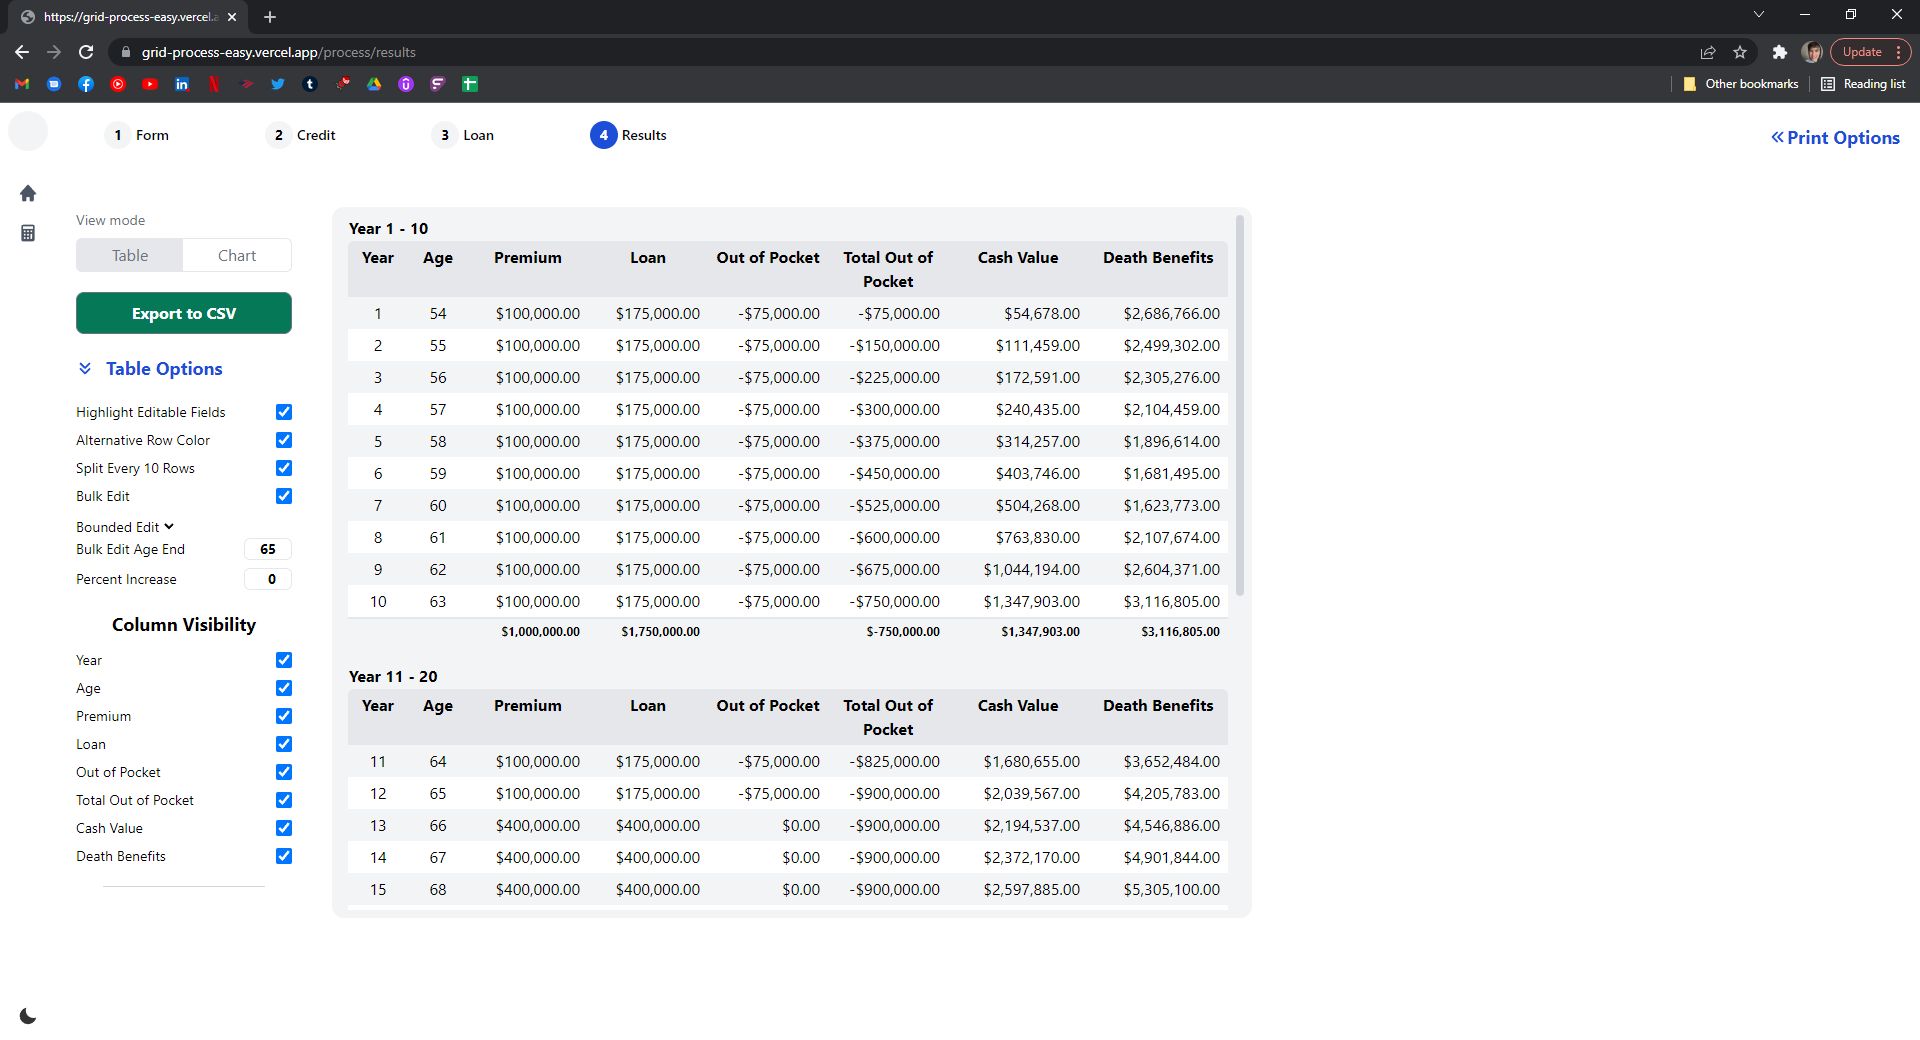 https://grid-process-easy.vercel.a
grid-process-easy.vercel.app/process/results
Update
Other bookmarks
Reading list
1 Form 2 Credit 3 Loan 4 Results
Print Options
View mode
Table Chart
Export to CSV
Table Options
Highlight Editable Fields
Alternative Row Color
Split Every 10 Rows
Bulk Edit
Bounded Edit
Bulk Edit Age End 65
Percent Increase 0
Column Visibility
Year
Age
Premium
Loan
Out of Pocket
Total Out of Pocket
Cash Value
Death Benefits
Year 1 - 10
Year Age Premium Loan Out of Pocket Total Out of Pocket Cash Value Death Benefits
1 54 $100,000.00 $175,000.00 -$75,000.00 -$75,000.00 $54,678.00 $2,686,766.00
2 55 $100,000.00 $175,000.00 -$75,000.00 -$150,000.00 $111,459.00 $2,499,302.00
3 56 $100,000.00 $175,000.00 -$75,000.00 -$225,000.00 $172,591.00 $2,305,276.00
4 57 $100,000.00 $175,000.00 -$75,000.00 -$300,000.00 $240,435.00 $2,104,459.00
5 58 $100,000.00 $175,000.00 -$75,000.00 -$375,000.00 $314,257.00 $1,896,614.00
6 59 $100,000.00 $175,000.00 -$75,000.00 -$450,000.00 $403,746.00 $1,681,495.00
7 60 $100,000.00 $175,000.00 -$75,000.00 -$525,000.00 $504,268.00 $1,623,773.00
8 61 $100,000.00 $175,000.00 -$75,000.00 -$600,000.00 $763,830.00 $2,107,674.00
9 62 $100,000.00 $175,000.00 -$75,000.00 -$675,000.00 $1,044,194.00 $2,604,371.00
10 63 $100,000.00 $175,000.00 -$75,000.00 -$750,000.00 $1,347,903.00 $3,116,805.00
$1,000,000.00 $1,750,000.00 $-750,000.00 $1,347,903.00 $3,116,805.00
Year 11 - 20
Year Age Premium Loan Out of Pocket Total Out of Pocket Cash Value Death Benefits
11 64 $100,000.00 $175,000.00 -$75,000.00 -$825,000.00 $1,680,655.00 $3,652,484.00
12 65 $100,000.00 $175,000.00 -$75,000.00 -$900,000.00 $2,039,567.00 $4,205,783.00
13 66 $400,000.00 $400,000.00 $0.00 -$900,000.00 $2,194,537.00 $4,546,886.00
14 67 $400,000.00 $400,000.00 $0.00 -$900,000.00 $2,372,170.00 $4,901,844.00
15 68 $400,000.00 $400,000.00 $0.00 -$900,000.00 $2,597,885.00 $5,305,100.00